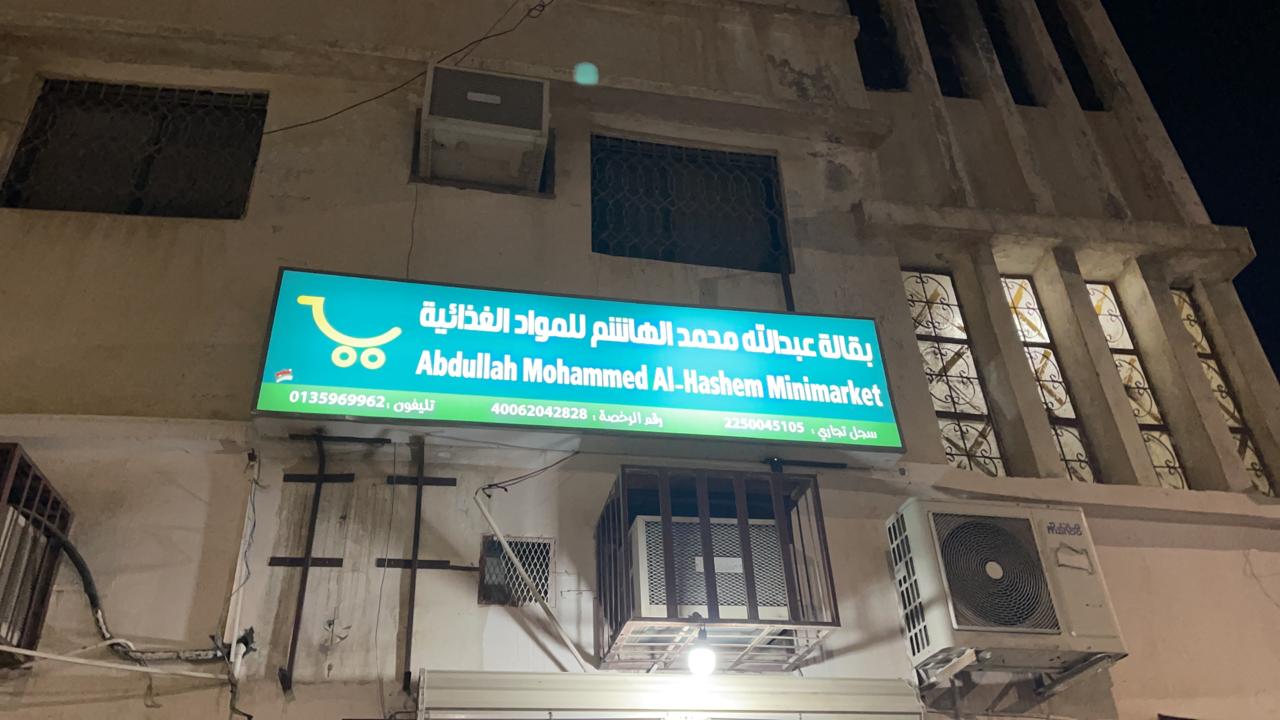 بقالة عبدالله محمد الهاشم للمواد الغذائية
Abdullah Mohammed Al-Hashem Minimarket
سجل تجاري : 2250045105 رقم الرخصة : 40062042828 تليفون : 0135969962